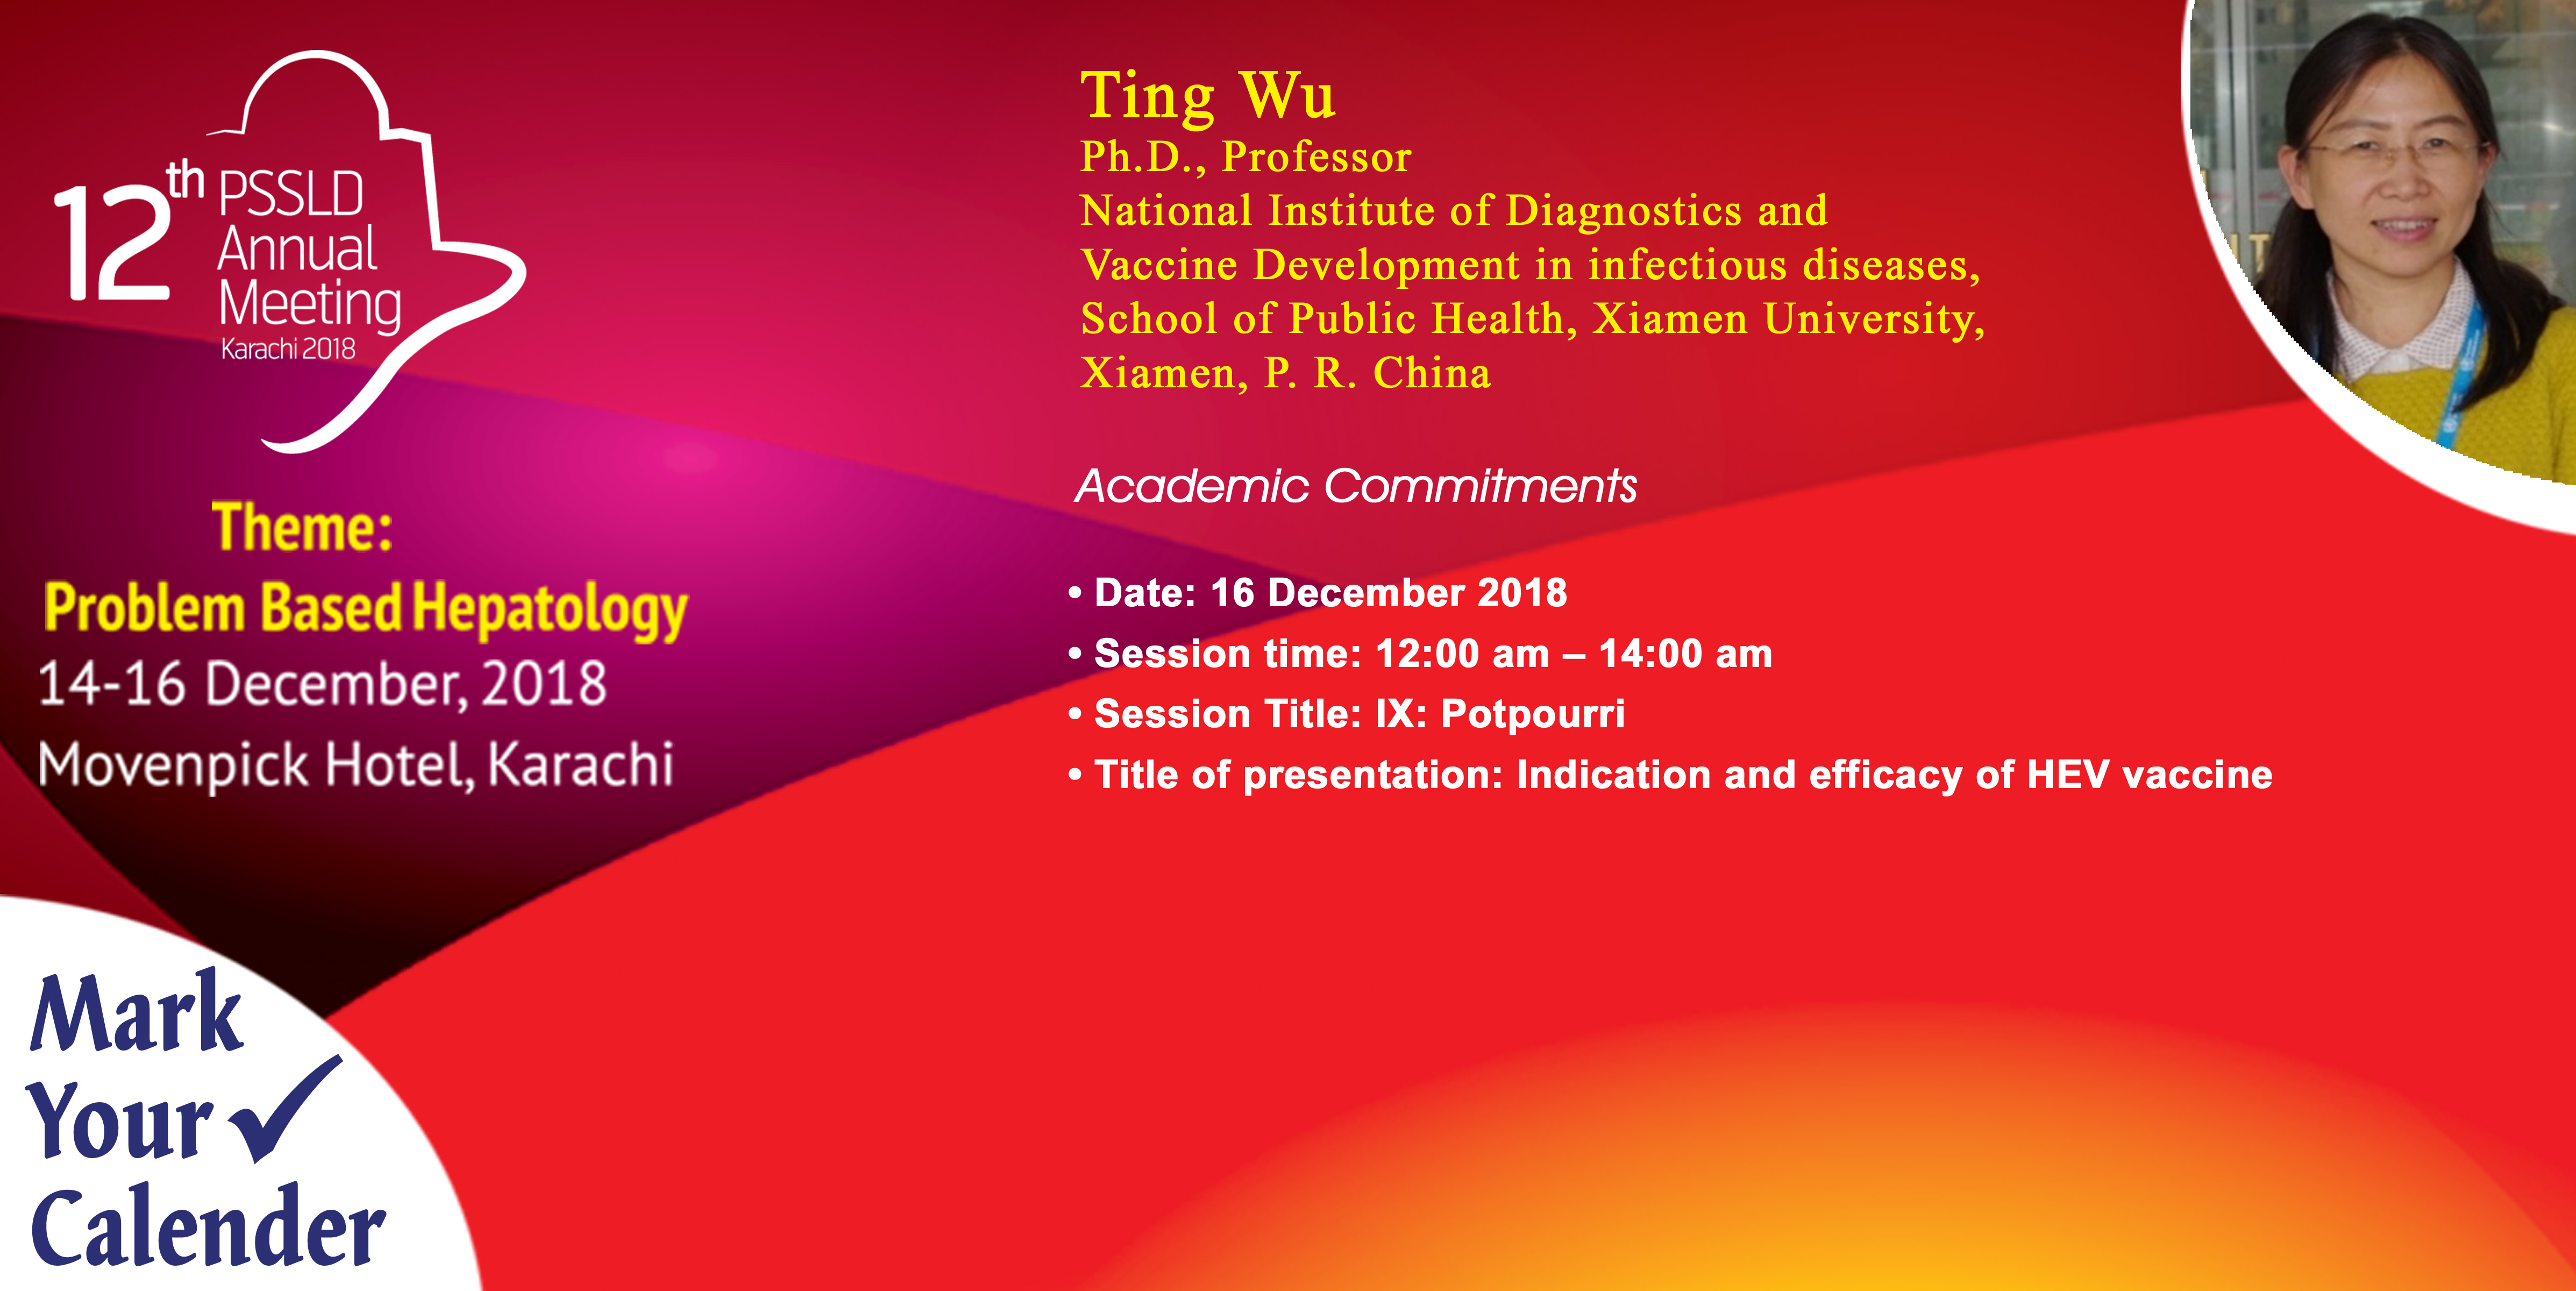 12th PSSLD
Annual
Meeting
Karachi 2018
Theme:
Problem Based Hepatology
14-16 December, 2018
Movenpick Hotel, Karachi
Mark
Your
Calender
Ting Wu
Ph.D., Professor
National Institute of Diagnostics and
Vaccine Development in infectious diseases,
School of Public Health, Xiamen University,
Xiamen, P. R. China
Academic Commitments
• Date: 16 December 2018
• Session time: 12:00 am – 14:00 am
• Session Title: IX: Potpourri
• Title of presentation: Indication and efficacy of HEV vaccine